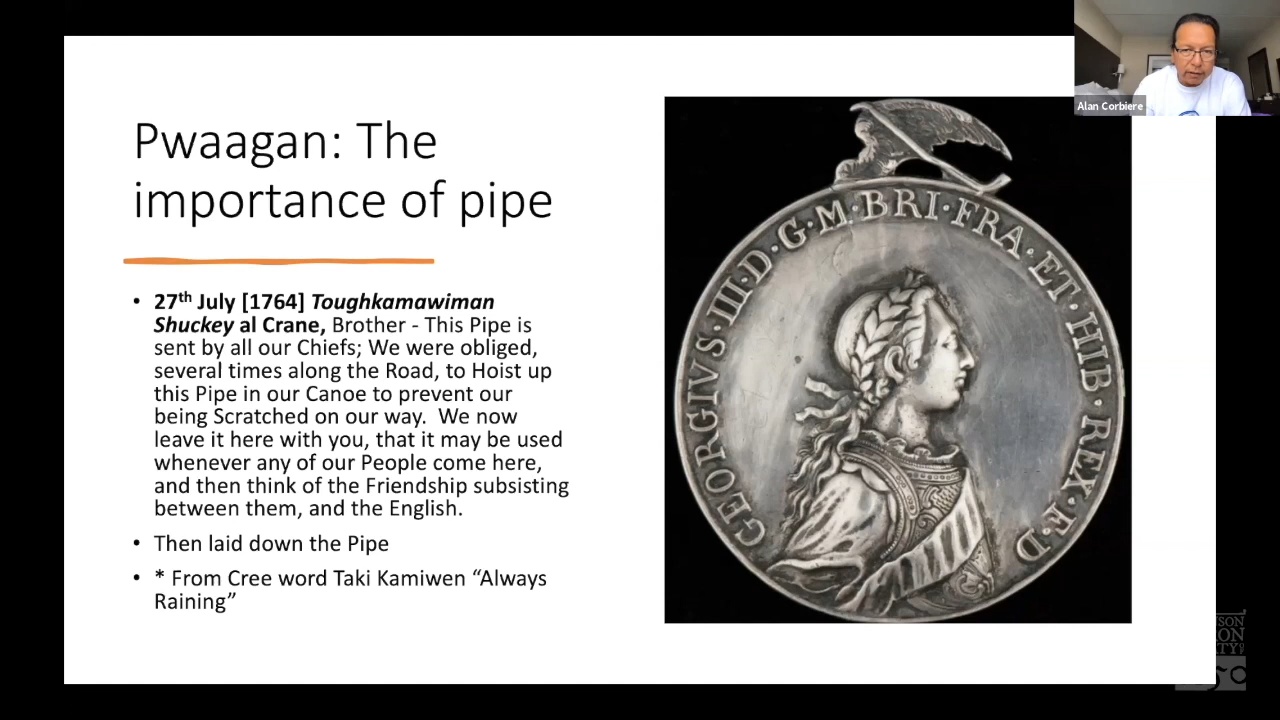 Alan Corbiere
Pwaagan: The
importance of pipe
• 27th July [1764] Toughkamawiman
Shuckey al Crane, Brother - This Pipe is
sent by all our Chiefs; We were obliged,
several times along the Road, to Hoist up
this Pipe in our Canoe to prevent our
being Scratched on our way.  We now
leave it here with you, that it may be used
whenever any of our People come here,
and then think of the Friendship subsisting
between them, and the English.
• Then laid down the Pipe
• * From Cree word Taki Kamiwen “Always
Raining”
GEORGIVS·III·D·G·M·BRI·FRA·ET·HIB·REX·F·D